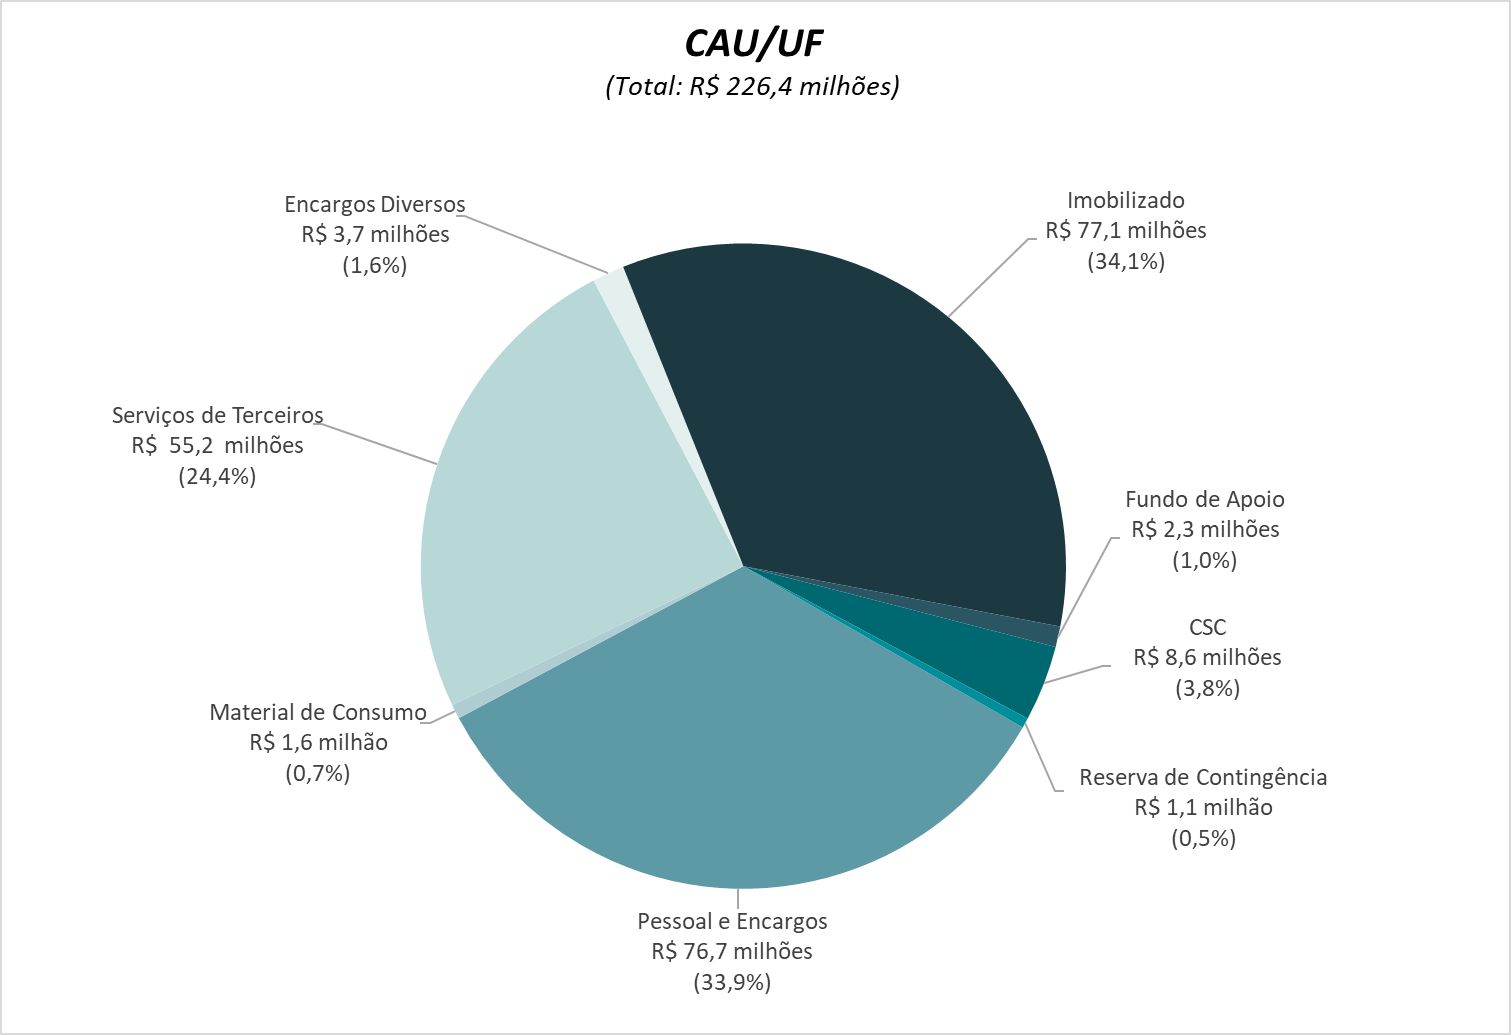 CAU/UF
(Total: R$ 226,4 milhões)
Encargos Diversos
R$ 3,7 milhões
(1,6%)
Imobilizado
R$ 77,1 milhões
(34,1%)
Serviços de Terceiros
R$  55,2  milhões
(24,4%)
Fundo de Apoio
R$ 2,3 milhões
(1,0%)
CSC
R$ 8,6 milhões
(3,8%)
Material de Consumo
R$ 1,6 milhão
(0,7%)
Reserva de Contingência
R$ 1,1 milhão
(0,5%)
Pessoal e Encargos
R$ 76,7 milhões
(33,9%)